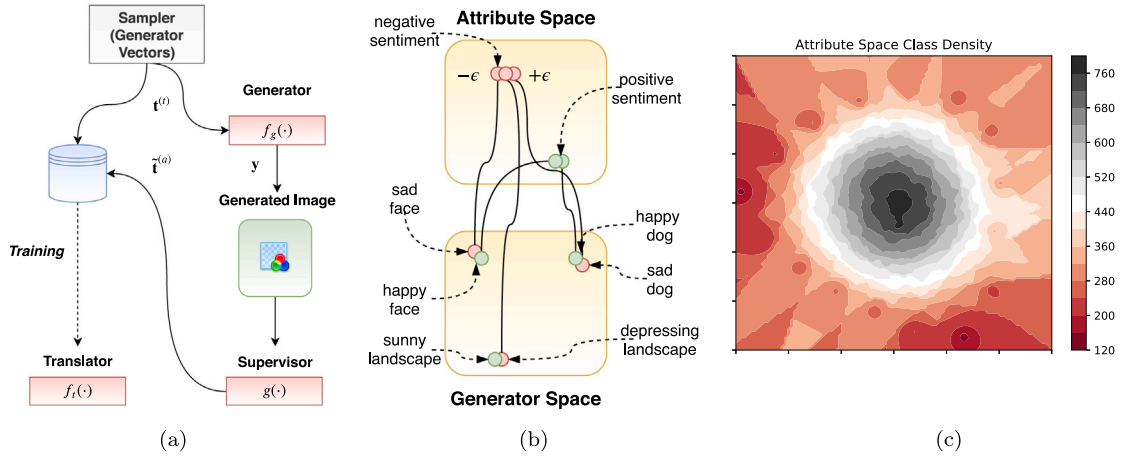 Sampler
(Generator
Vectors)
t^(t)
Generator
f_g(·)
t̃^(a)
y
Generated Image
Training
Translator
f_t(·)
Supervisor
g(·)
(a)
negative
sentiment
Attribute Space
−ϵ
+ϵ
positive
sentiment
sad
face
happy
dog
happy
face
sad
dog
sunny
landscape
depressing
landscape
Generator Space
(b)
Attribute Space Class Density
760
680
600
520
440
360
280
200
120
(c)